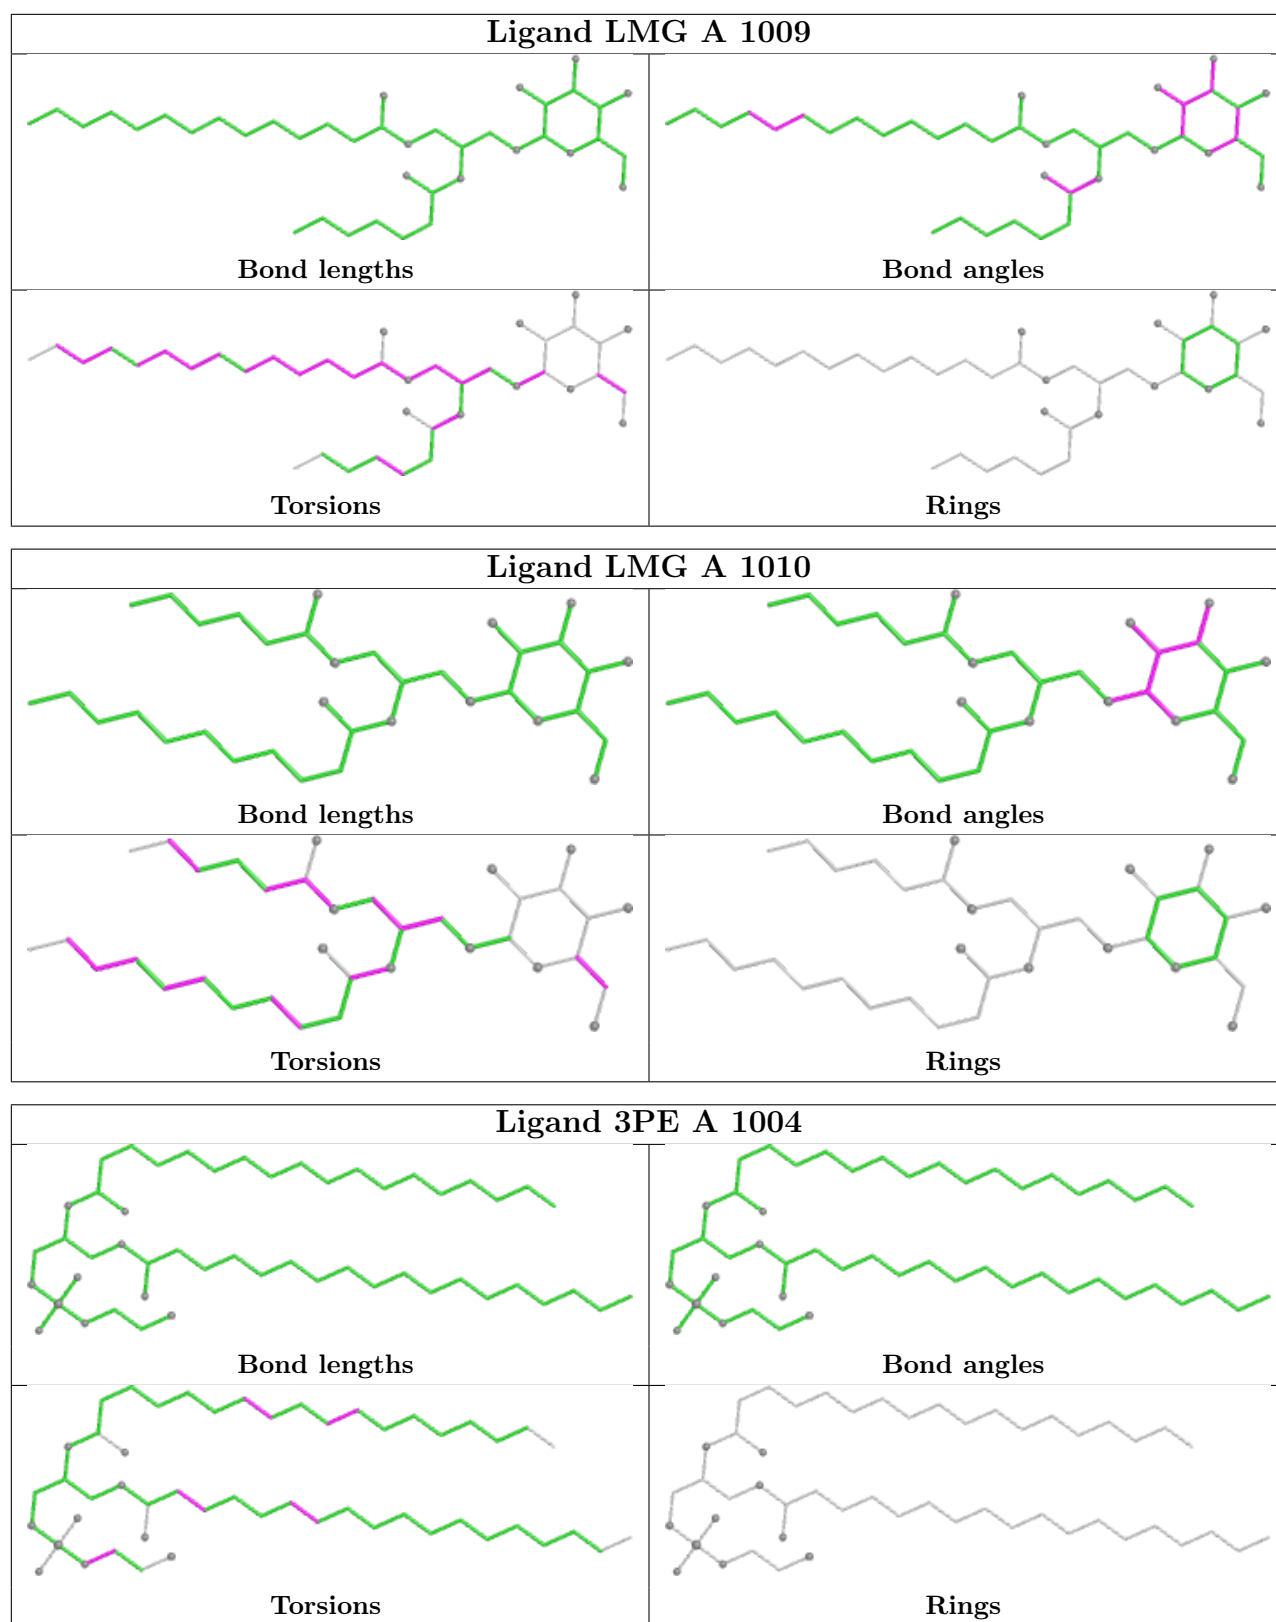 Ligand LMG A 1009
Bond lengths
Bond angles
Torsions
Rings
Ligand LMG A 1010
Bond lengths
Bond angles
Torsions
Rings
Ligand 3PE A 1004
Bond lengths
Bond angles
Torsions
Rings